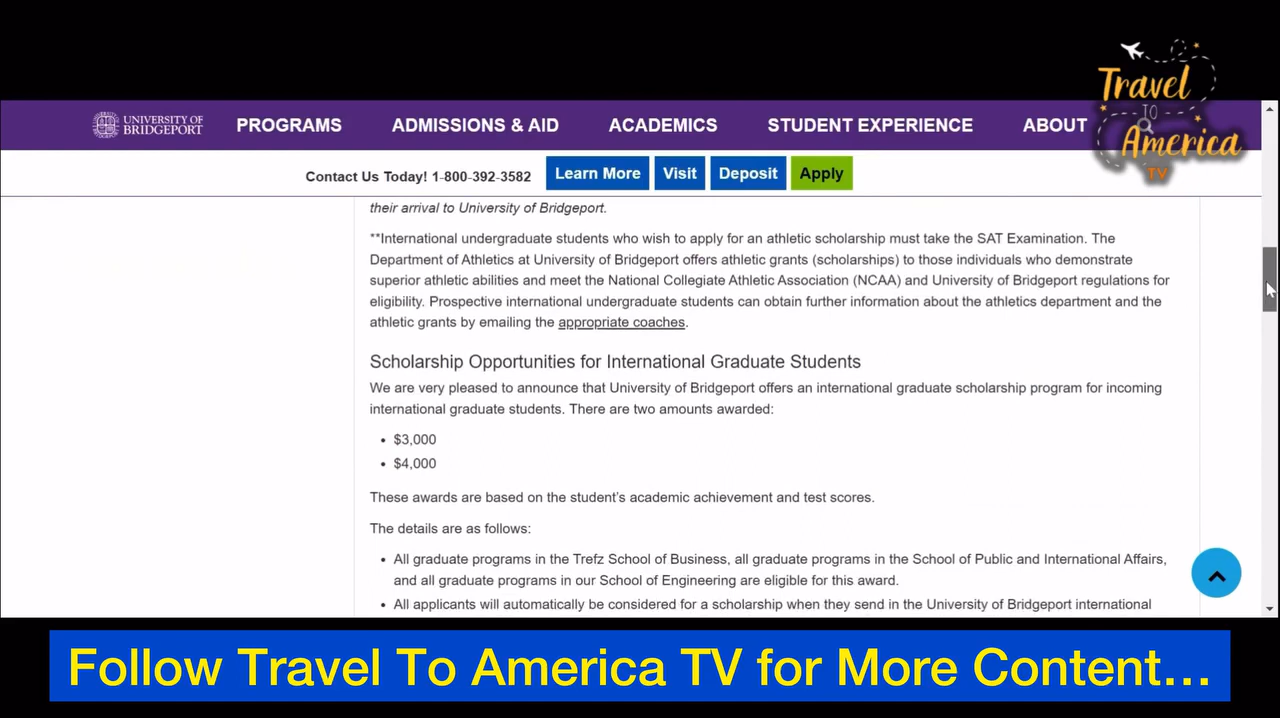 Travel
TO
America
TV
UNIVERSITY OF
BRIDGEPORT
PROGRAMS
ADMISSIONS & AID
ACADEMICS
STUDENT EXPERIENCE
ABOUT
Contact Us Today! 1-800-392-3582
Learn More
Visit
Deposit
Apply
their arrival to University of Bridgeport.
**International undergraduate students who wish to apply for an athletic scholarship must take the SAT Examination. The
Department of Athletics at University of Bridgeport offers athletic grants (scholarships) to those individuals who demonstrate
superior athletic abilities and meet the National Collegiate Athletic Association (NCAA) and University of Bridgeport regulations for
eligibility. Prospective international undergraduate students can obtain further information about the athletics department and the
athletic grants by emailing the appropriate coaches.
Scholarship Opportunities for International Graduate Students
We are very pleased to announce that University of Bridgeport offers an international graduate scholarship program for incoming
international graduate students. There are two amounts awarded:
• $3,000
• $4,000
These awards are based on the student's academic achievement and test scores.
The details are as follows:
• All graduate programs in the Trefz School of Business, all graduate programs in the School of Public and International Affairs,
and all graduate programs in our School of Engineering are eligible for this award.
• All applicants will automatically be considered for a scholarship when they send in the University of Bridgeport international
Follow Travel To America TV for More Content...